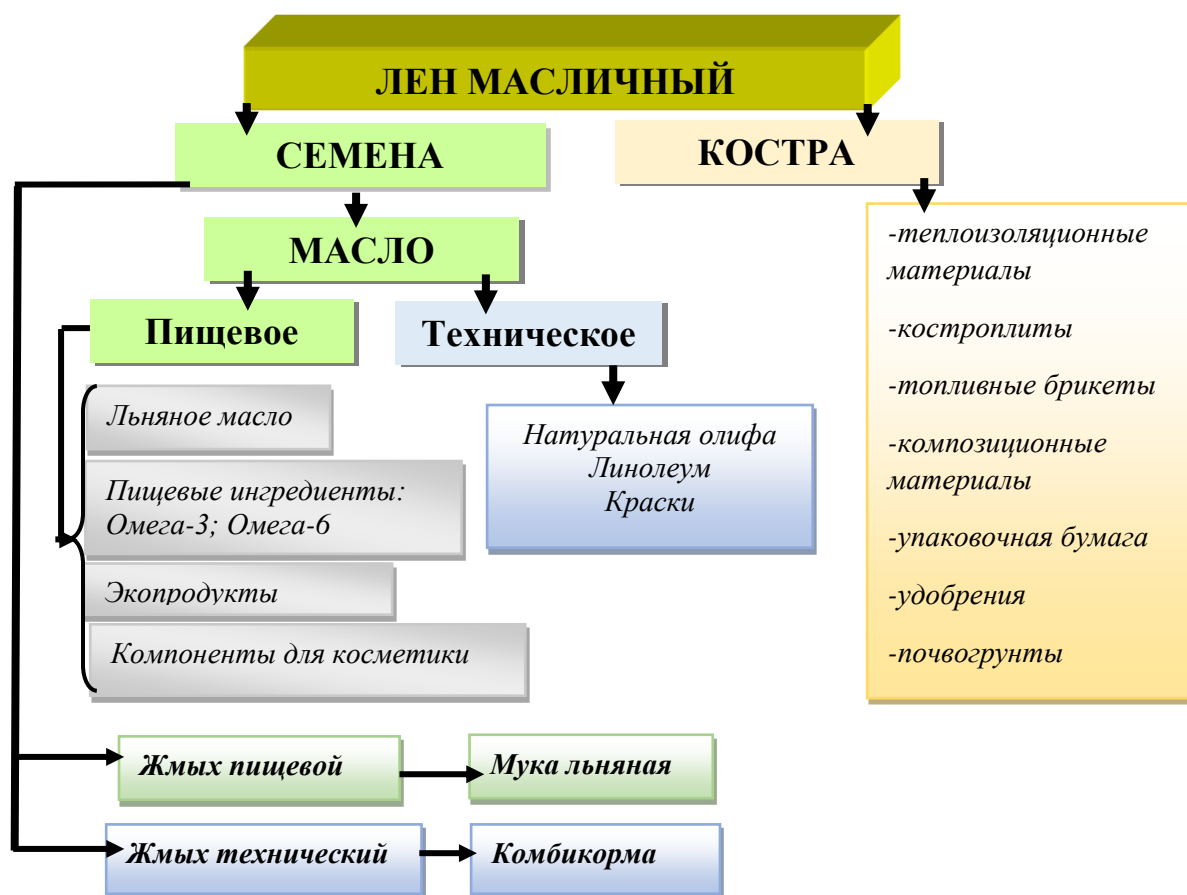 ЛЕН МАСЛИЧНЫЙ
СЕМЕНА
КОСТРА
МАСЛО
Пищевое
Техническое
Льняное масло
Пищевые ингредиенты:
Омега-3; Омега-6
Экопродукты
Компоненты для косметики
Натуральная олифа
Линолеум
Краски
-теплоизоляционные
материалы
-костроплиты
-топливные брикеты
-композиционные
материалы
-упаковочная бумага
-удобрения
-почвогрунты
Жмых пищевой
Мука льняная
Жмых технический
Комбикорма